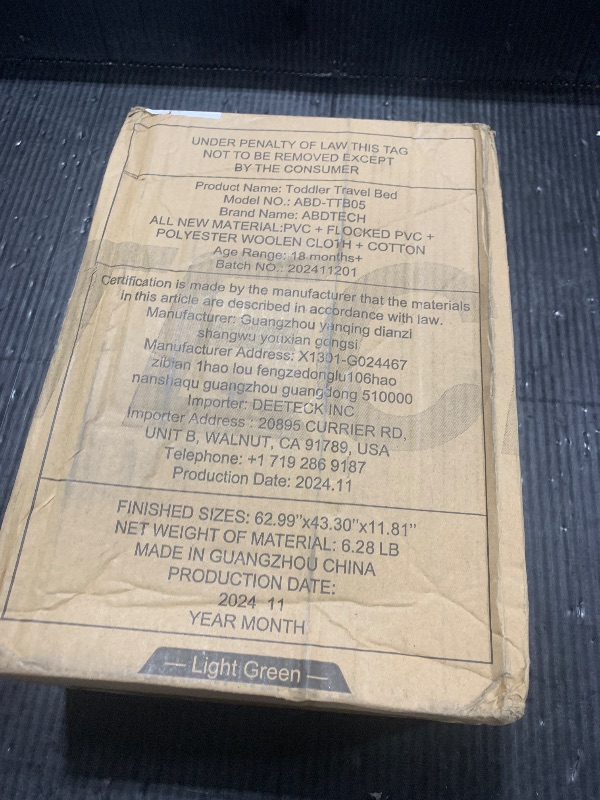 UNDER PENALTY OF LAW THIS TAG
NOT TO BE REMOVED EXCEPT
BY THE CONSUMER
Product Name: Toddler Travel Bed
Model NO.: ABD-TTB05
Brand Name: ABDTECH
ALL NEW MATERIAL:PVC + FLOCKED PVC +
POLYESTER WOOLEN CLOTH + COTTON
Age Range: 18 months+
Batch NO.: 202411201
Certification is made by the manufacturer that the materials
in this article are described in accordance with law.
Manufacturer: Guangzhou yanqing dianzi
shangwu youxian gongsi
Manufacturer Address: X1301-G024467
zibian 1hao lou fengzedonglu106hao
nanshaqu guangzhou guangdong 510000
Importer: DEETECK INC
Importer Address : 20895 CURRIER RD,
UNIT B, WALNUT, CA 91789, USA
Telephone: +1 719 286 9187
Production Date: 2024.11
FINISHED SIZES: 62.99"x43.30"x11.81"
NET WEIGHT OF MATERIAL: 6.28 LB
MADE IN GUANGZHOU CHINA
PRODUCTION DATE:
2024 11
YEAR MONTH
— Light Green —